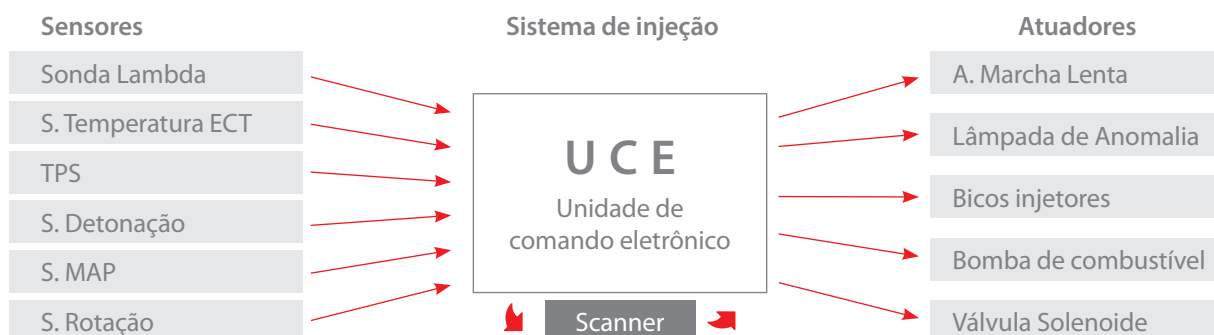 Sensores
Sonda Lambda
S. Temperatura ECT
TPS
S. Detonação
S. MAP
S. Rotação
Sistema de injeção
U C E
Unidade de
comando eletrônico
Scanner
Atuadores
A. Marcha Lenta
Lâmpada de Anomalia
Bicos injetores
Bomba de combustível
Válvula Solenoide